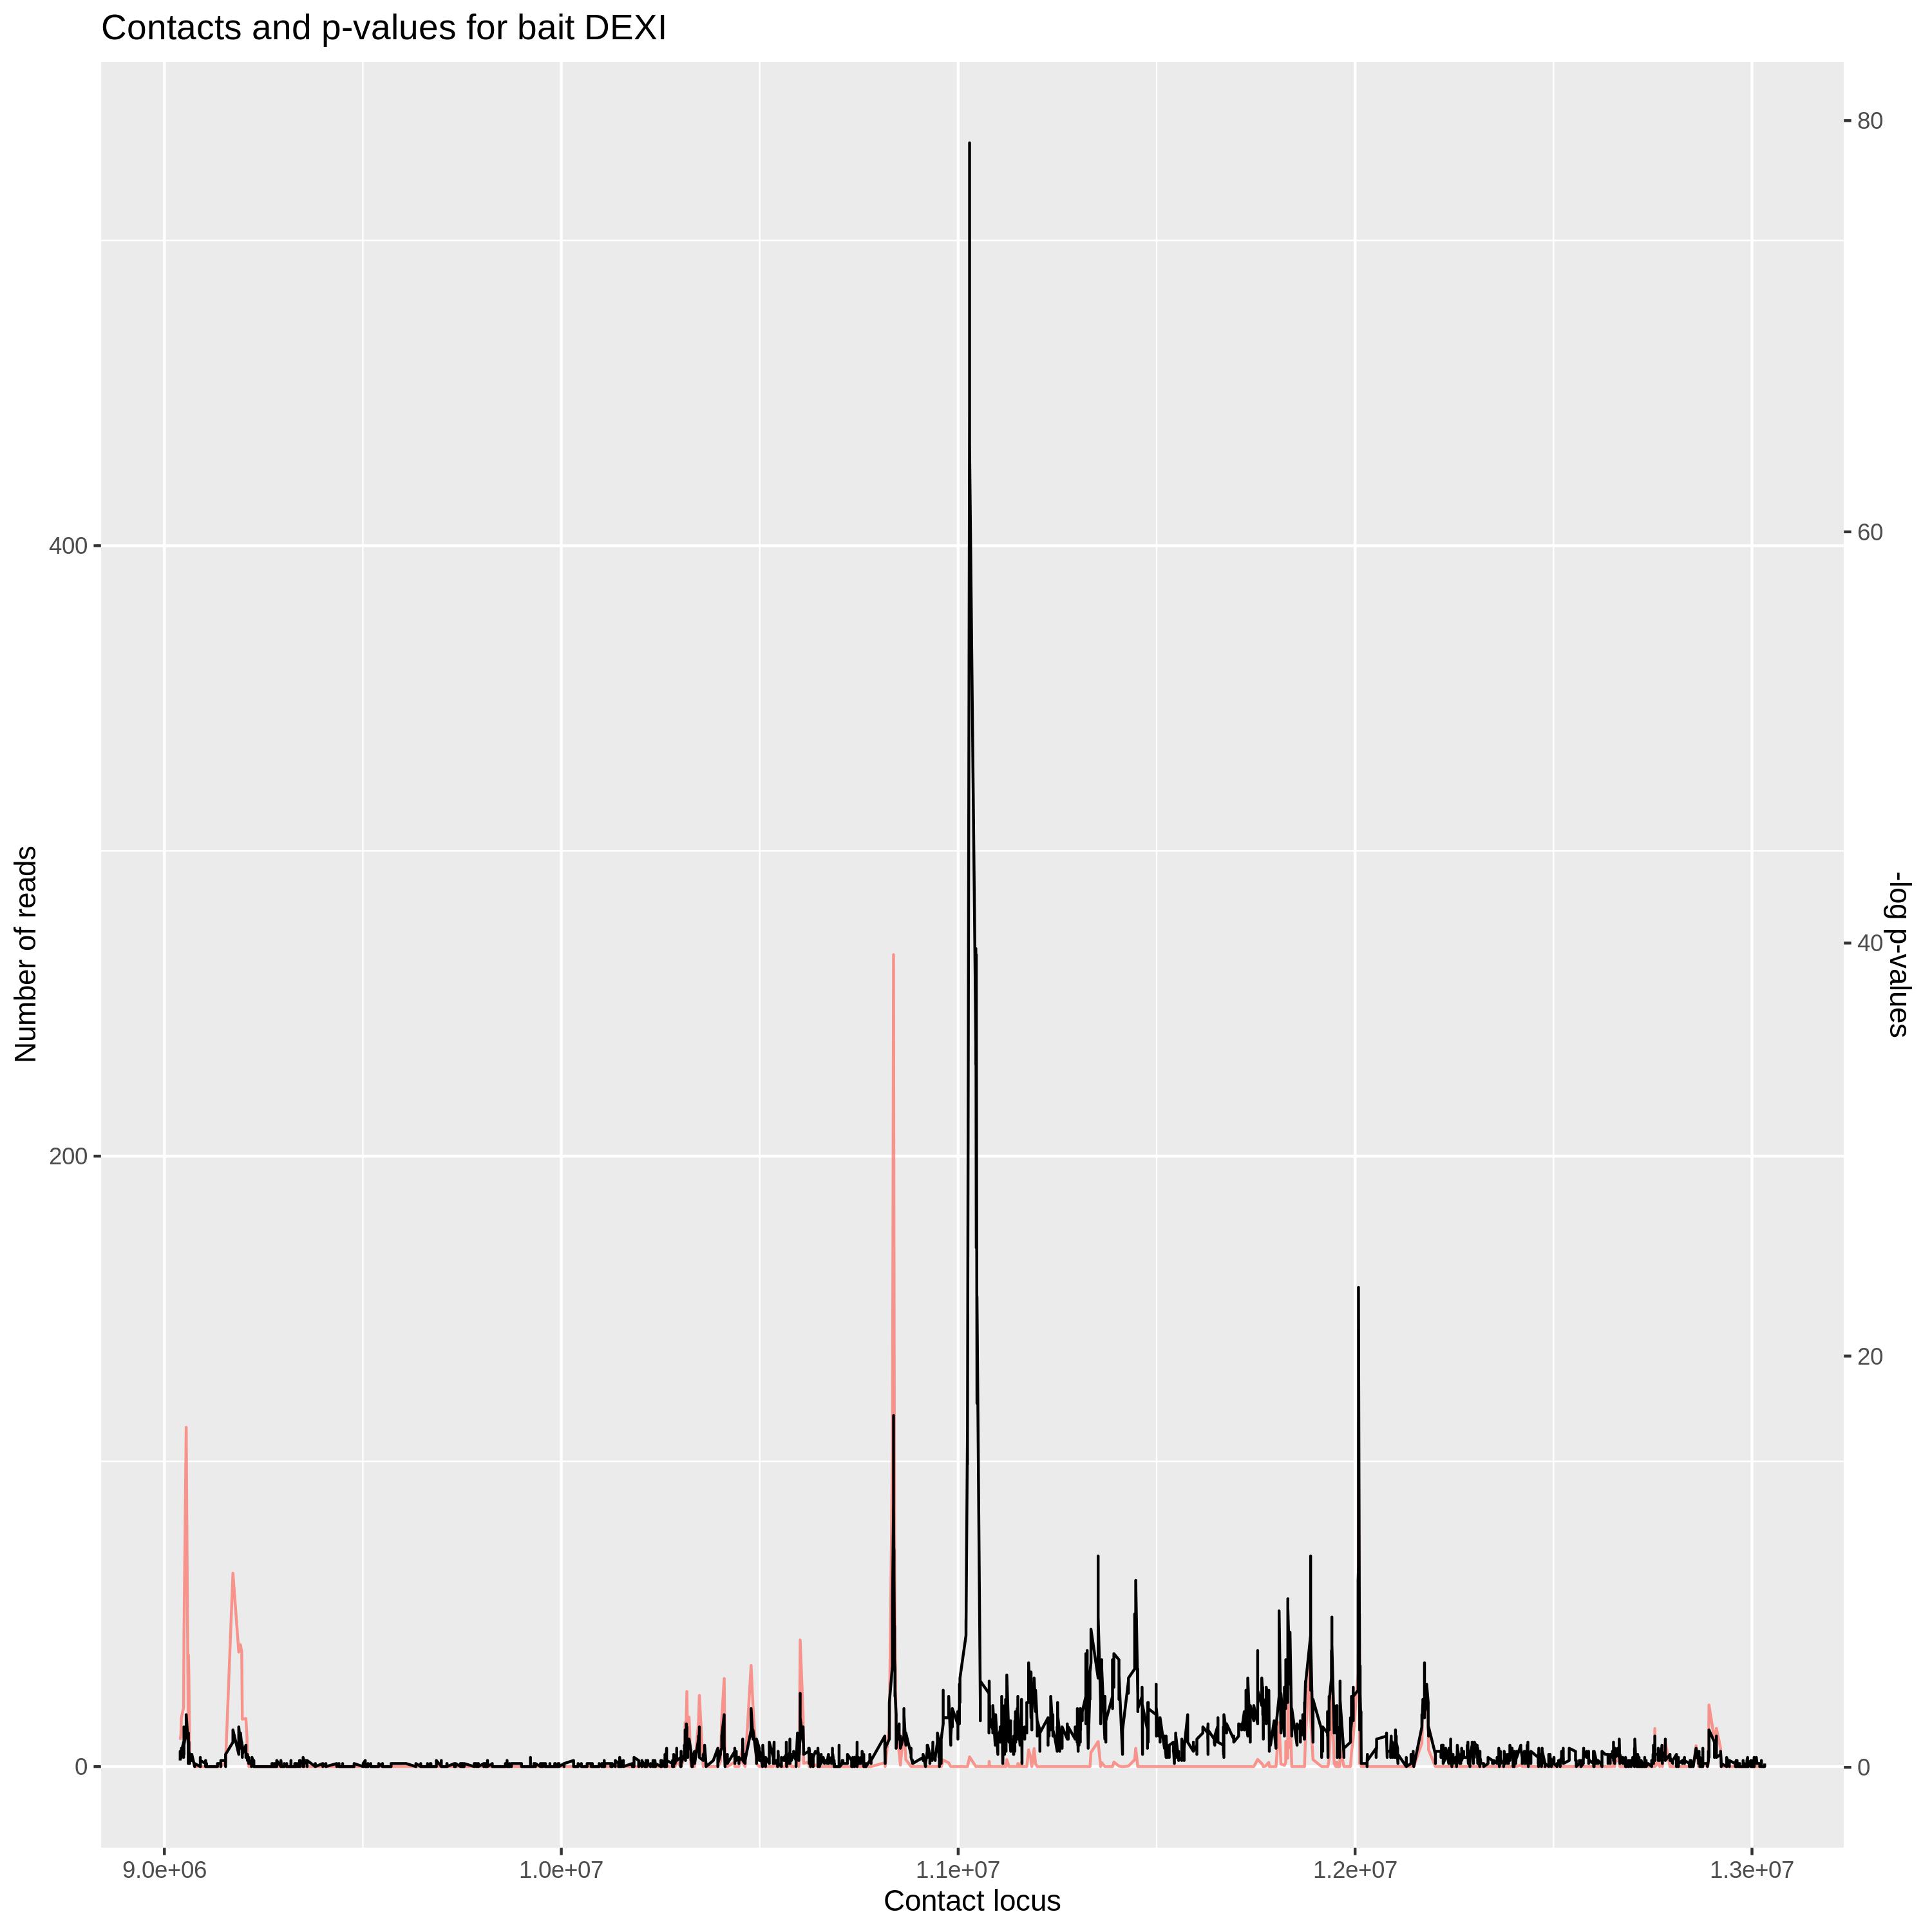 Contacts and p-values for bait DEXI
Number of reads
400
200
0
80
60
40
20
0
-log p-values
9.0e+06 1.0e+07 1.1e+07 1.2e+07 1.3e+07
Contact locus